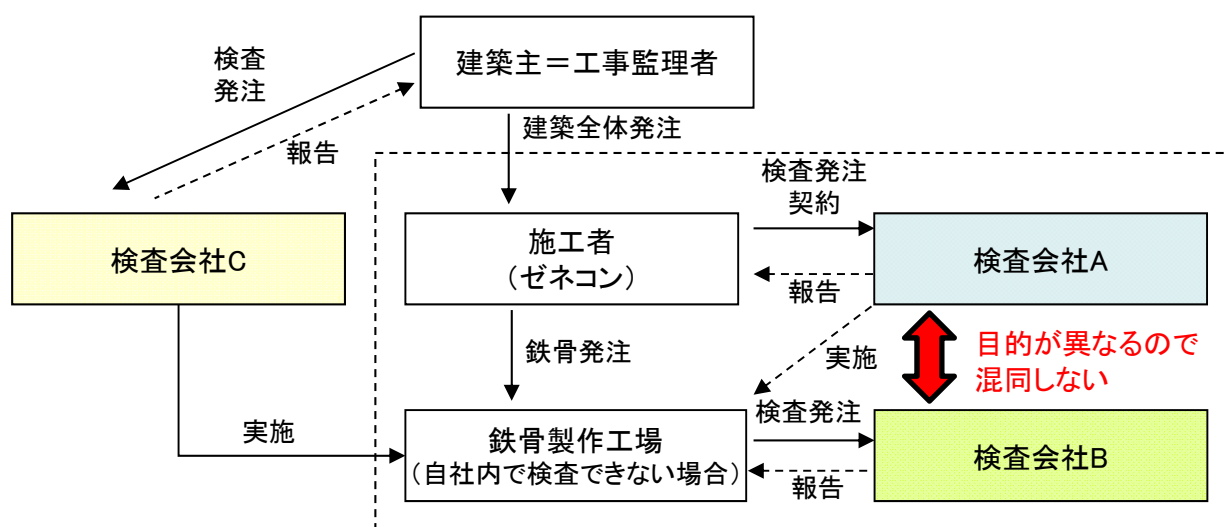 建築主＝工事監理者
検査
発注
報告
建築全体発注
検査会社C
施工者
（ゼネコン）
検査発注
契約
報告
検査会社A
鉄骨発注
実施
目的が異なるので
混同しない
実施
鉄骨製作工場
（自社内で検査できない場合）
検査発注
報告
検査会社B